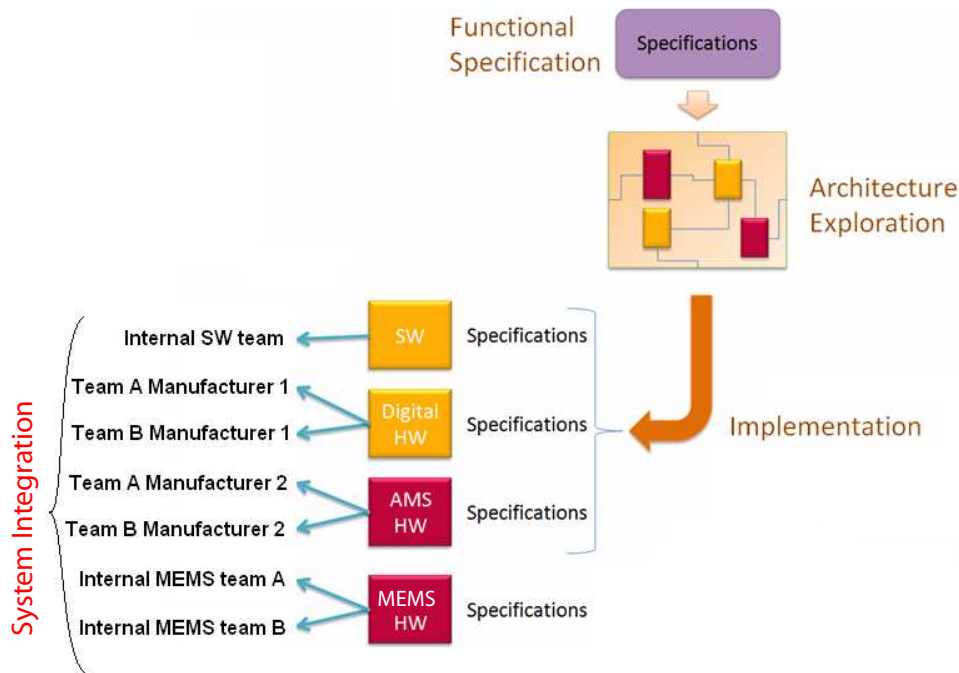 Functional
Specification
Specifications
Architecture
Exploration
Implementation
System Integration
Internal SW team
SW
Specifications
Team A Manufacturer 1
Team B Manufacturer 1
Digital
HW
Specifications
Team A Manufacturer 2
Team B Manufacturer 2
AMS
HW
Specifications
Internal MEMS team A
Internal MEMS team B
MEMS
HW
Specifications